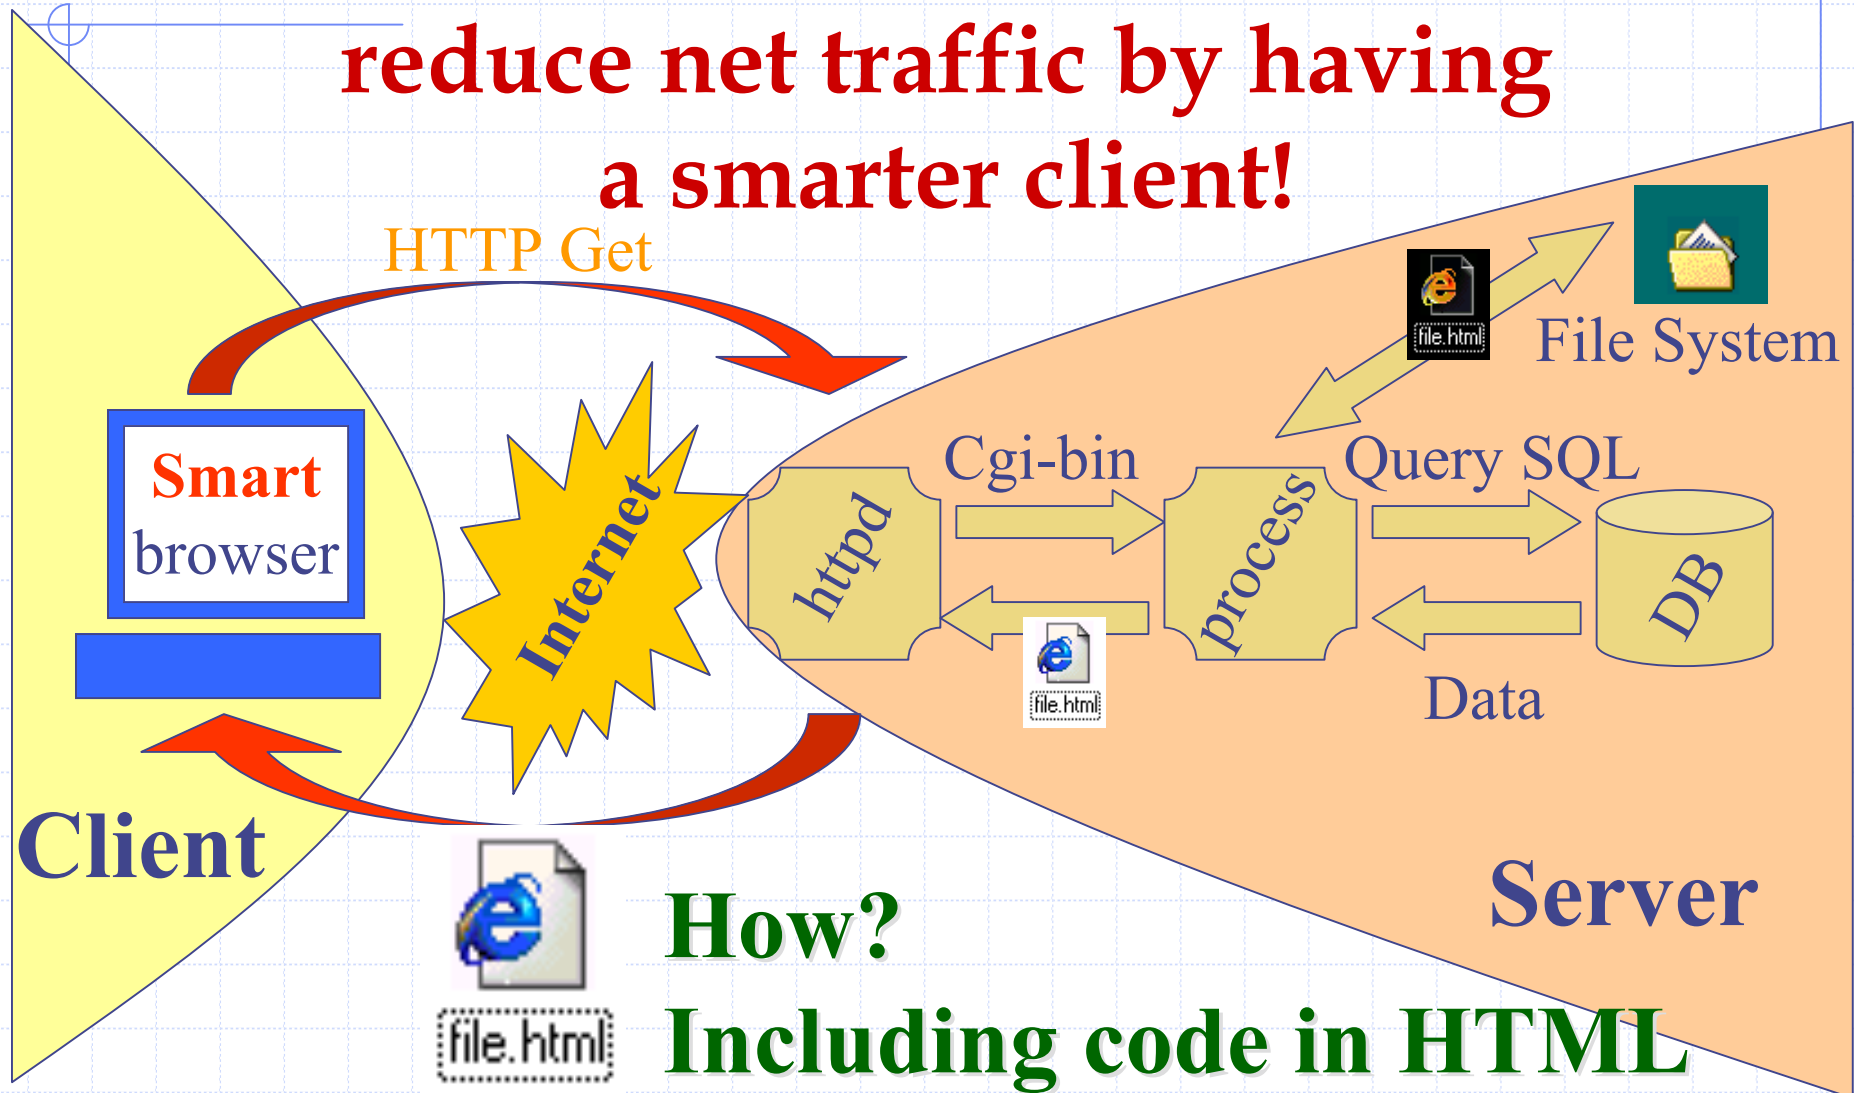 reduce net traffic by having
a smarter client!
HTTP Get
file.html
File System
Smart
browser
Internet
httpd
Cgi-bin
process
Query SQL
DB
file.html
Data
Client
Server
file.html
How?
Including code in HTML